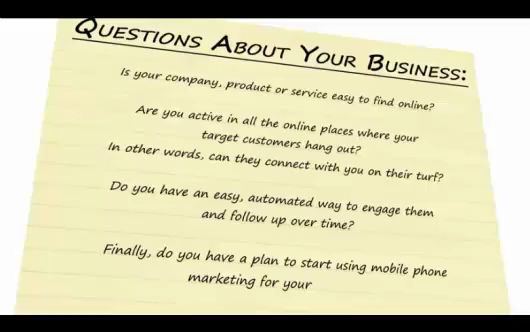 QUESTIONS ABOUT YOUR BUSINESS:
Is your company, product or service easy to find online?
Are you active in all the online places where your
target customers hang out?
In other words, can they connect with you on their turf?
Do you have an easy, automated way to engage them
and follow up over time?
Finally, do you have a plan to start using mobile phone
marketing for your